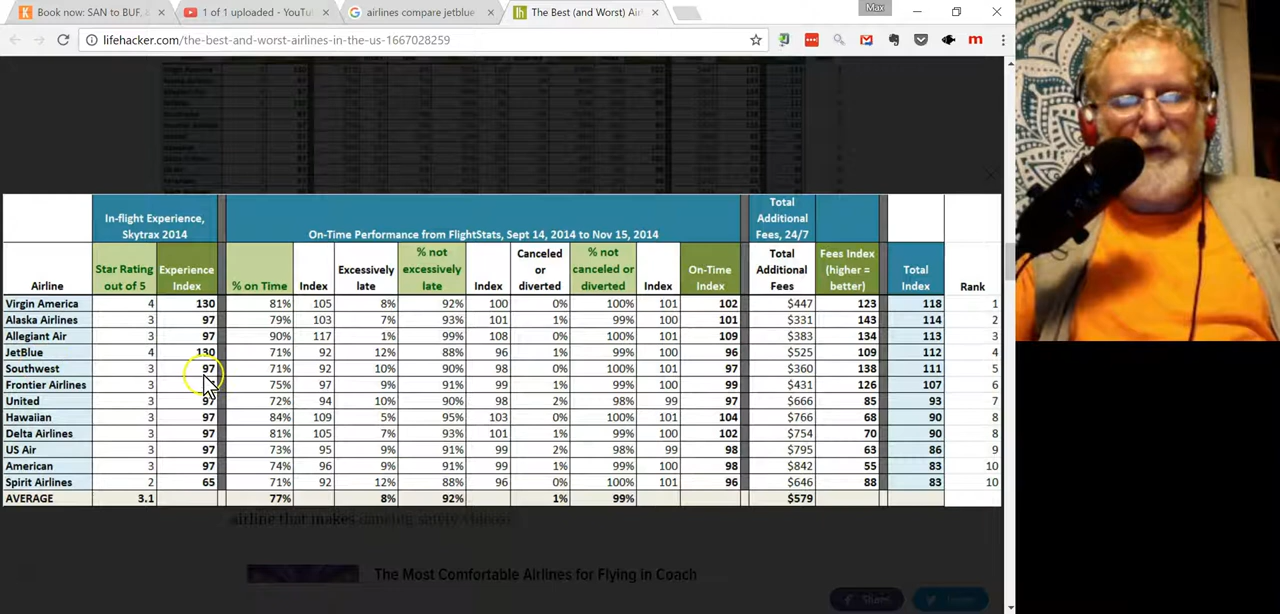 Book now: SAN to BUF,
1 of 1 uploaded - YouTu
airlines compare jetblue
The Best (and Worst) Air
Max
lifehacker.com/the-best-and-worst-airlines-in-the-us-1667028259
In-flight Experience, Skytrax 2014
On-Time Performance from FlightStats, Sept 14, 2014 to Nov 15, 2014
Total Additional Fees, 24/7
Airline Star Rating out of 5 Experience Index % on Time Index Excessively late % not excessively late Index Canceled or diverted % not canceled or diverted Index On-Time Index Total Additional Fees Fees Index (higher = better) Total Index Rank
Virgin America 4 130 81% 105 8% 92% 100 0% 100% 101 102 $447 123 118 1
Alaska Airlines 3 97 79% 103 7% 93% 101 1% 99% 100 101 $331 143 114 2
Allegiant Air 3 97 90% 117 1% 99% 108 0% 100% 101 109 $383 134 113 3
JetBlue 4 130 71% 92 12% 88% 96 1% 99% 100 96 $525 109 112 4
Southwest 3 97 71% 92 10% 90% 98 0% 100% 101 97 $360 138 111 5
Frontier Airlines 3 75% 97 9% 91% 99 0% 100% 101 99 $431 126 107 6
United 3 97 72% 94 10% 90% 98 2% 98% 99 97 $666 85 93 7
Hawaiian 3 97 84% 109 5% 95% 103 0% 100% 101 104 $766 68 90 8
Delta Airlines 3 97 81% 105 7% 93% 101 1% 99% 100 102 $754 70 90 8
US Air 3 97 73% 95 9% 91% 99 2% 98% 99 98 $795 63 86 9
American 3 97 74% 96 9% 91% 99 1% 99% 100 98 $842 55 83 10
Spirit Airlines 2 65 71% 92 12% 88% 96 0% 100% 101 96 $646 88 83 10
AVERAGE 3.1 77% 8% 92% 1% 99% $579
airline that makes dancing safety videos.
The Most Comfortable Airlines for Flying in Coach
Share